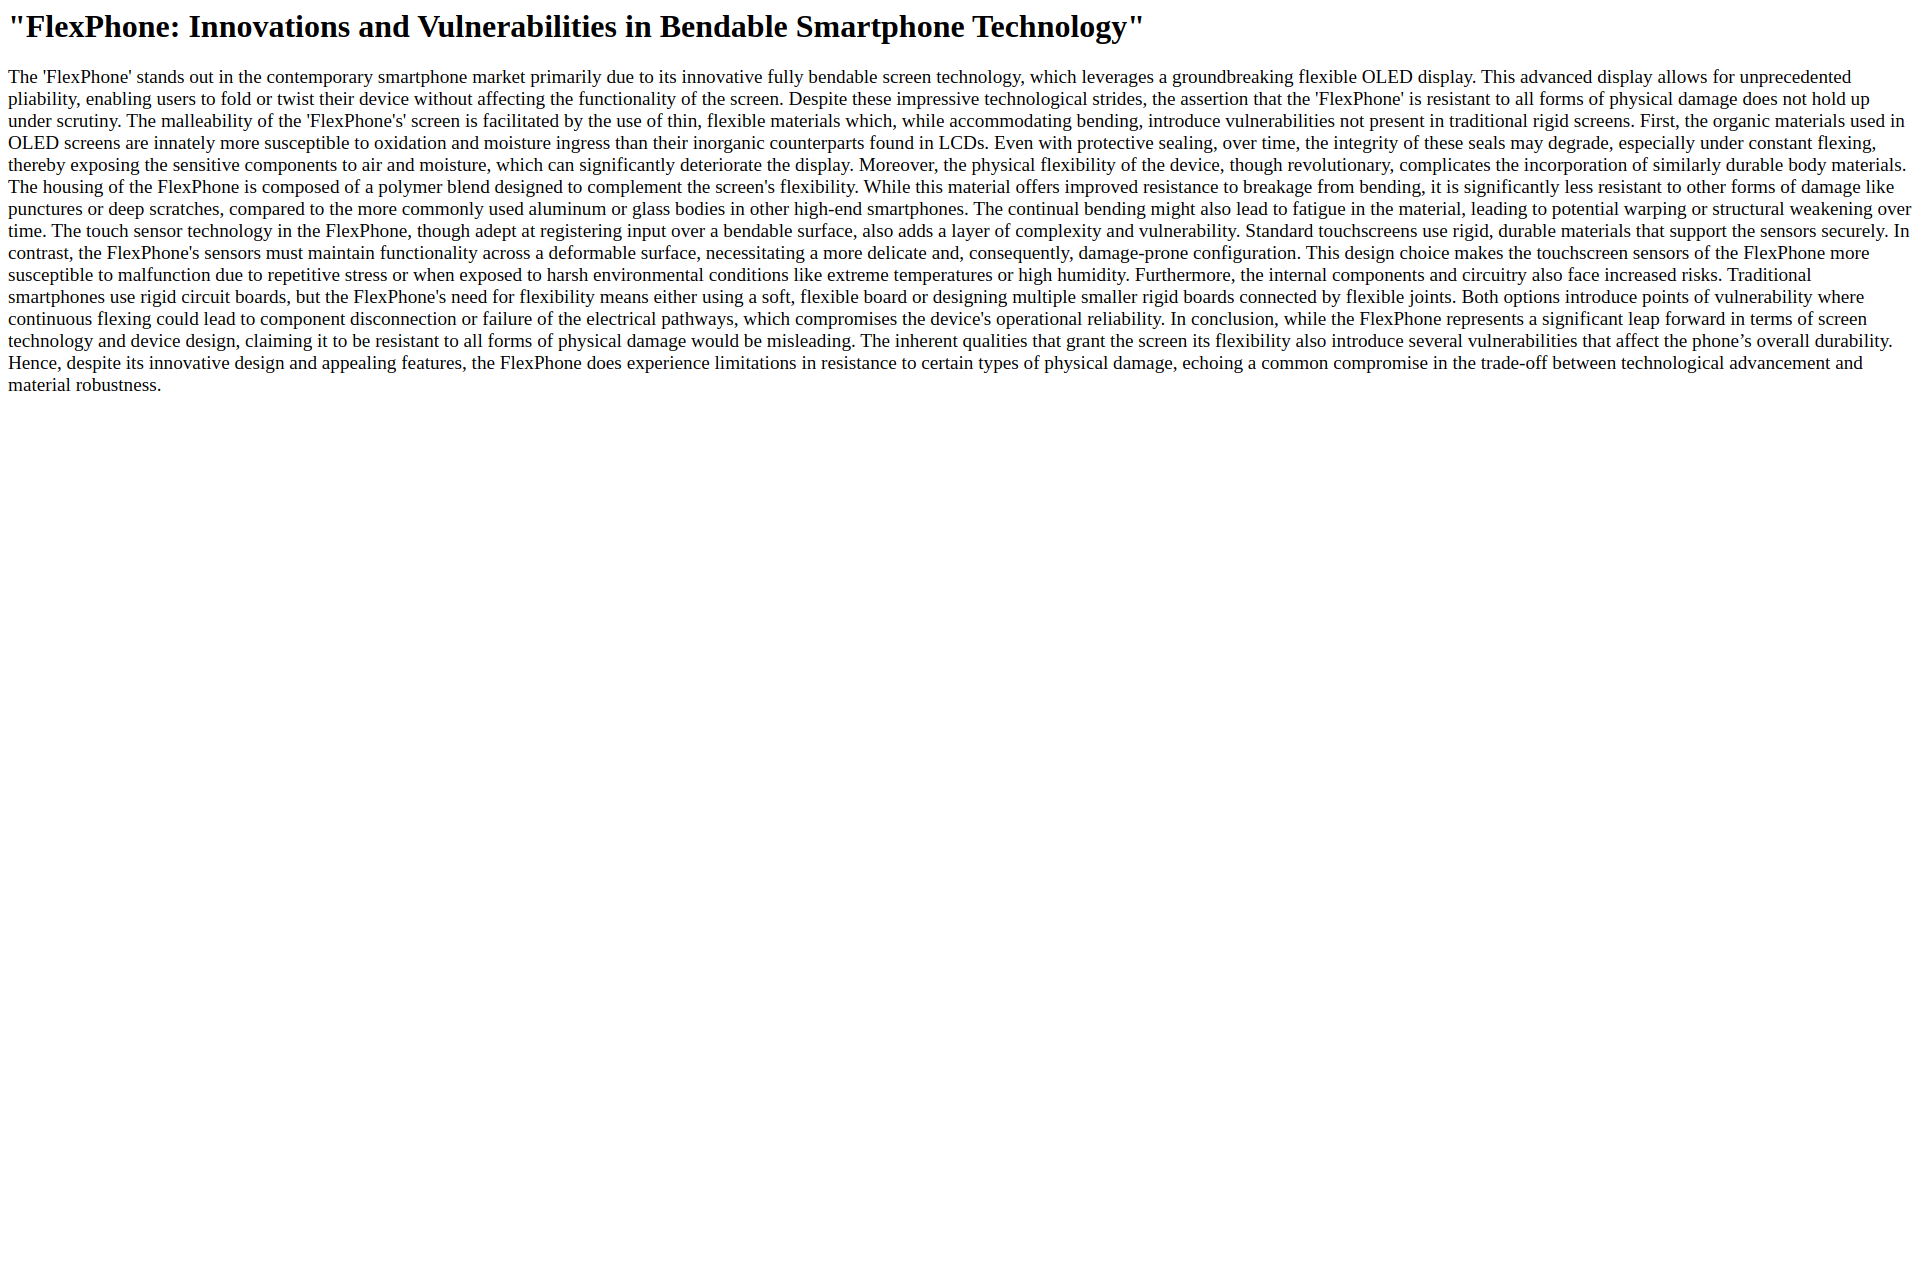 "FlexPhone: Innovations and Vulnerabilities in Bendable Smartphone Technology"
The 'FlexPhone' stands out in the contemporary smartphone market primarily due to its innovative fully bendable screen technology, which leverages a groundbreaking flexible OLED display. This advanced display allows for unprecedented
pliability, enabling users to fold or twist their device without affecting the functionality of the screen. Despite these impressive technological strides, the assertion that the 'FlexPhone' is resistant to all forms of physical damage does not hold up
under scrutiny. The malleability of the 'FlexPhone's' screen is facilitated by the use of thin, flexible materials which, while accommodating bending, introduce vulnerabilities not present in traditional rigid screens. First, the organic materials used in
OLED screens are innately more susceptible to oxidation and moisture ingress than their inorganic counterparts found in LCDs. Even with protective sealing, over time, the integrity of these seals may degrade, especially under constant flexing,
thereby exposing the sensitive components to air and moisture, which can significantly deteriorate the display. Moreover, the physical flexibility of the device, though revolutionary, complicates the incorporation of similarly durable body materials.
The housing of the FlexPhone is composed of a polymer blend designed to complement the screen's flexibility. While this material offers improved resistance to breakage from bending, it is significantly less resistant to other forms of damage like
punctures or deep scratches, compared to the more commonly used aluminum or glass bodies in other high-end smartphones. The continual bending might also lead to fatigue in the material, leading to potential warping or structural weakening over
time. The touch sensor technology in the FlexPhone, though adept at registering input over a bendable surface, also adds a layer of complexity and vulnerability. Standard touchscreens use rigid, durable materials that support the sensors securely. In
contrast, the FlexPhone's sensors must maintain functionality across a deformable surface, necessitating a more delicate and, consequently, damage-prone configuration. This design choice makes the touchscreen sensors of the FlexPhone more
susceptible to malfunction due to repetitive stress or when exposed to harsh environmental conditions like extreme temperatures or high humidity. Furthermore, the internal components and circuitry also face increased risks. Traditional
smartphones use rigid circuit boards, but the FlexPhone's need for flexibility means either using a soft, flexible board or designing multiple smaller rigid boards connected by flexible joints. Both options introduce points of vulnerability where
continuous flexing could lead to component disconnection or failure of the electrical pathways, which compromises the device's operational reliability. In conclusion, while the FlexPhone represents a significant leap forward in terms of screen
technology and device design, claiming it to be resistant to all forms of physical damage would be misleading. The inherent qualities that grant the screen its flexibility also introduce several vulnerabilities that affect the phone’s overall durability.
Hence, despite its innovative design and appealing features, the FlexPhone does experience limitations in resistance to certain types of physical damage, echoing a common compromise in the trade-off between technological advancement and
material robustness.